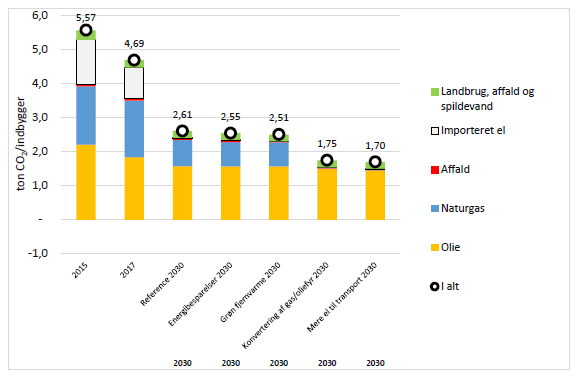 ton CO2/indbygger
6,0
5,0
4,0
3,0
2,0
1,0
-
-1,0
5,57
4,69
2,61
2,55
2,51
1,75
1,70
2015
2017
Reference 2030
Energibesparelser 2030
Grøn fjernvarme 2030
Konvertering af gas/oliefyr 2030
Mere el til transport 2030
2030
2030
2030
2030
2030
Landbrug, affald og
spildevand
Importeret el
Affald
Naturgas
Olie
I alt